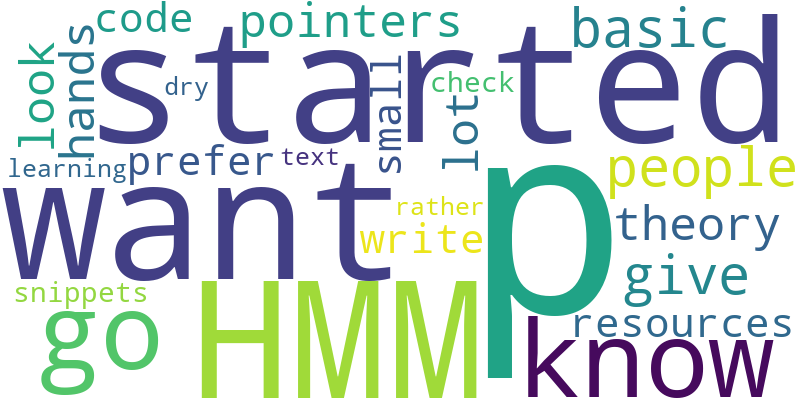 code
pointers
basic
started
look
hands
dry
small
check
lot
learning
prefer
text
people
want
p
rather
write
theory
give
snippets
go
HMM
resources
know